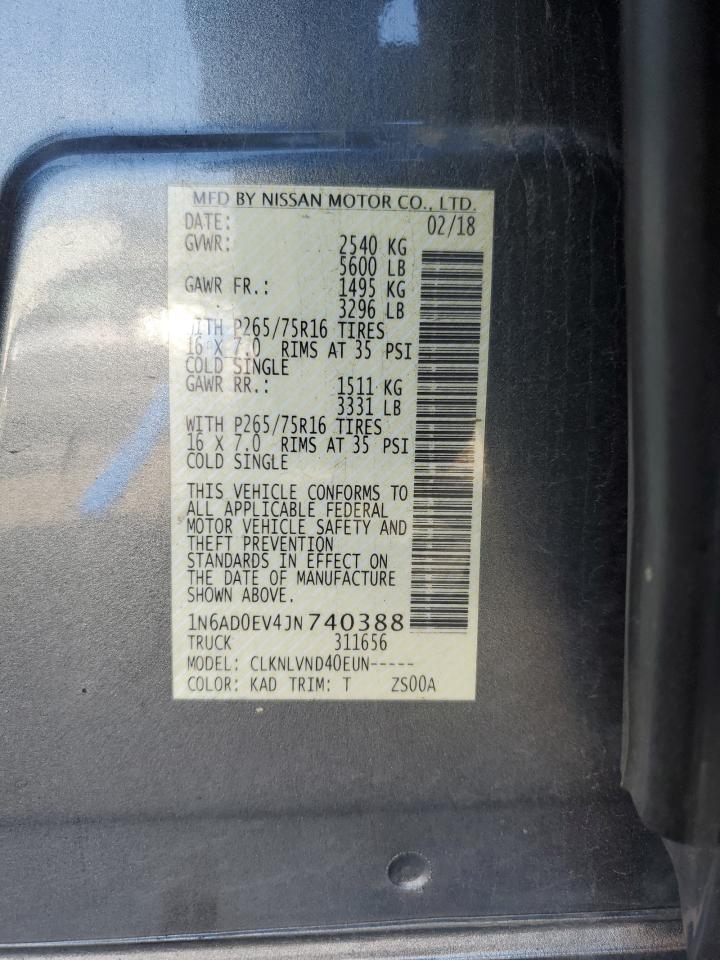 MFD BY NISSAN MOTOR CO., LTD.
DATE: 02/18
GVWR: 2540 KG
5600 LB
GAWR FR.: 1495 KG
3296 LB
WITH P265/75R16 TIRES
16 X 7.0 RIMS AT 35 PSI
COLD SINGLE
GAWR RR.: 1511 KG
3331 LB
WITH P265/75R16 TIRES
16 X 7.0 RIMS AT 35 PSI
COLD SINGLE
THIS VEHICLE CONFORMS TO
ALL APPLICABLE FEDERAL
MOTOR VEHICLE SAFETY AND
THEFT PREVENTION
STANDARDS IN EFFECT ON
THE DATE OF MANUFACTURE
SHOWN ABOVE.
1N6AD0EV4JN740388
TRUCK 311656
MODEL: CLKNLVND40EUN-----
COLOR: KAD TRIM: T ZS00A